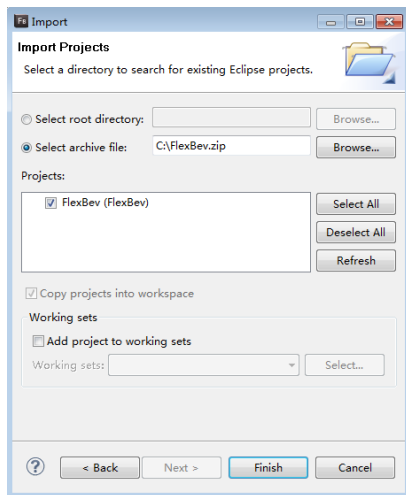 Fb Import
Import Projects
Select a directory to search for existing Eclipse projects.
Select root directory: Browse...
Select archive file: C:\FlexBev.zip Browse...
Projects:
FlexBev (FlexBev) Select All
Deselect All
Refresh
Copy projects into workspace
Working sets
Add project to working sets
Working sets: Select...
? < Back Next > Finish Cancel